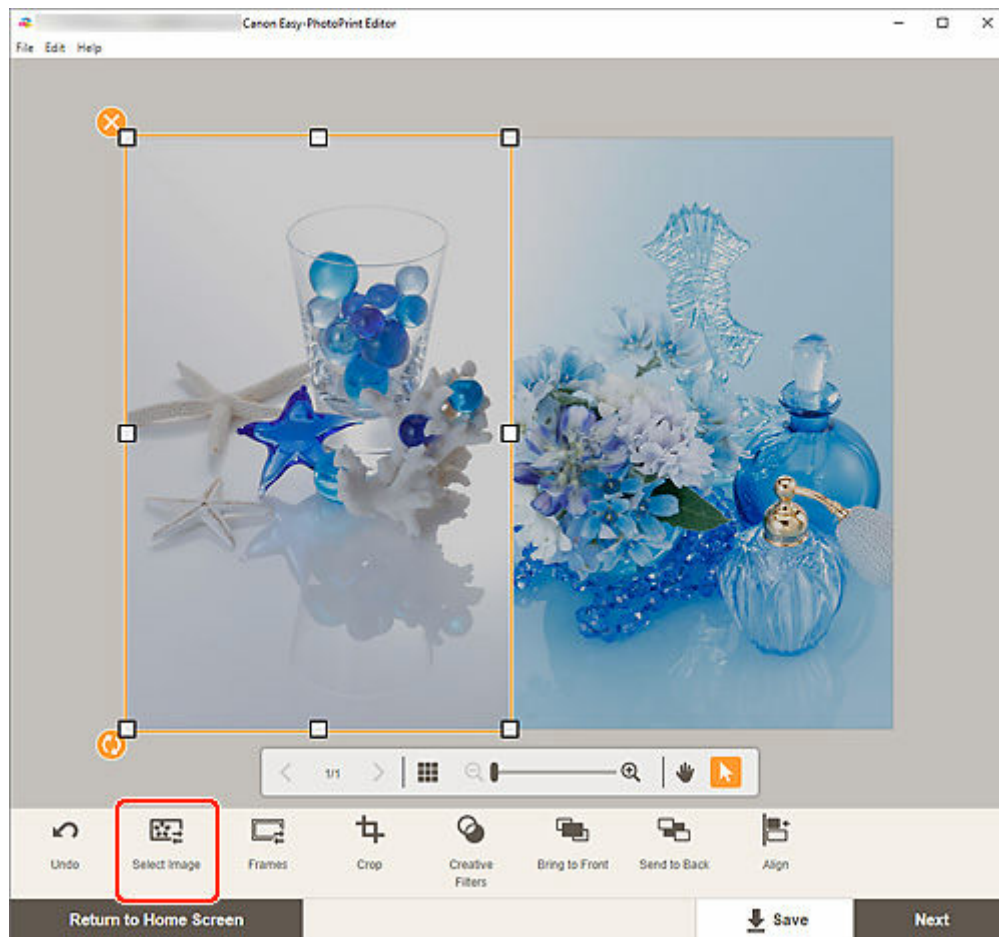 Canon Easy-PhotoPrint Editor
File Edit Help
1/1
Undo
Select Image
Frames
Crop
Creative
Filters
Bring to Front
Send to Back
Align
Return to Home Screen
Save
Next